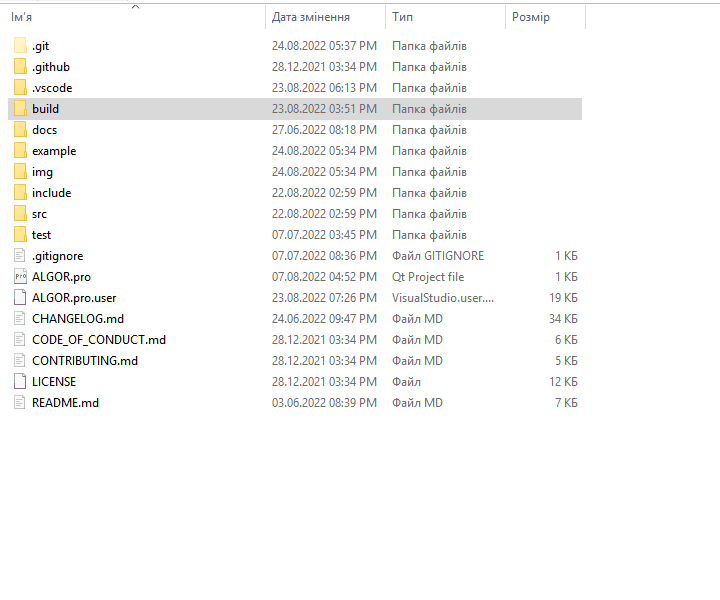 Ім'я Дата змінення Тип Розмір
.git 24.08.2022 05:37 PM Папка файлів
.github 28.12.2021 03:34 PM Папка файлів
.vscode 23.08.2022 06:13 PM Папка файлів
build 23.08.2022 03:51 PM Папка файлів
docs 27.06.2022 08:18 PM Папка файлів
example 24.08.2022 05:34 PM Папка файлів
img 24.08.2022 05:34 PM Папка файлів
include 22.08.2022 02:59 PM Папка файлів
src 22.08.2022 02:59 PM Папка файлів
test 07.07.2022 03:45 PM Папка файлів
.gitignore 07.07.2022 08:36 PM Файл GITIGNORE 1 КБ
ALGOR.pro 07.08.2022 04:52 PM Qt Project file 1 КБ
ALGOR.pro.user 23.08.2022 07:26 PM VisualStudio.user.... 19 КБ
CHANGELOG.md 24.06.2022 09:47 PM Файл MD 34 КБ
CODE_OF_CONDUCT.md 28.12.2021 03:34 PM Файл MD 6 КБ
CONTRIBUTING.md 28.12.2021 03:34 PM Файл MD 5 КБ
LICENSE 28.12.2021 03:34 PM Файл 12 КБ
README.md 03.06.2022 08:39 PM Файл MD 7 КБ